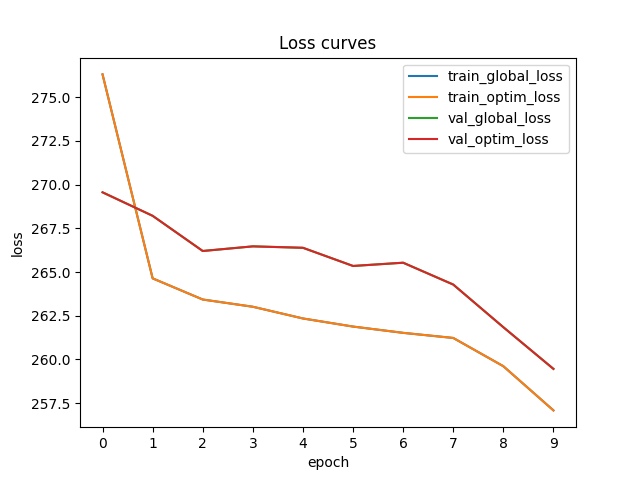 Loss curves
train_global_loss
train_optim_loss
val_global_loss
val_optim_loss
275.0
272.5
270.0
267.5
265.0
262.5
260.0
257.5
loss
0 1 2 3 4 5 6 7 8 9
epoch